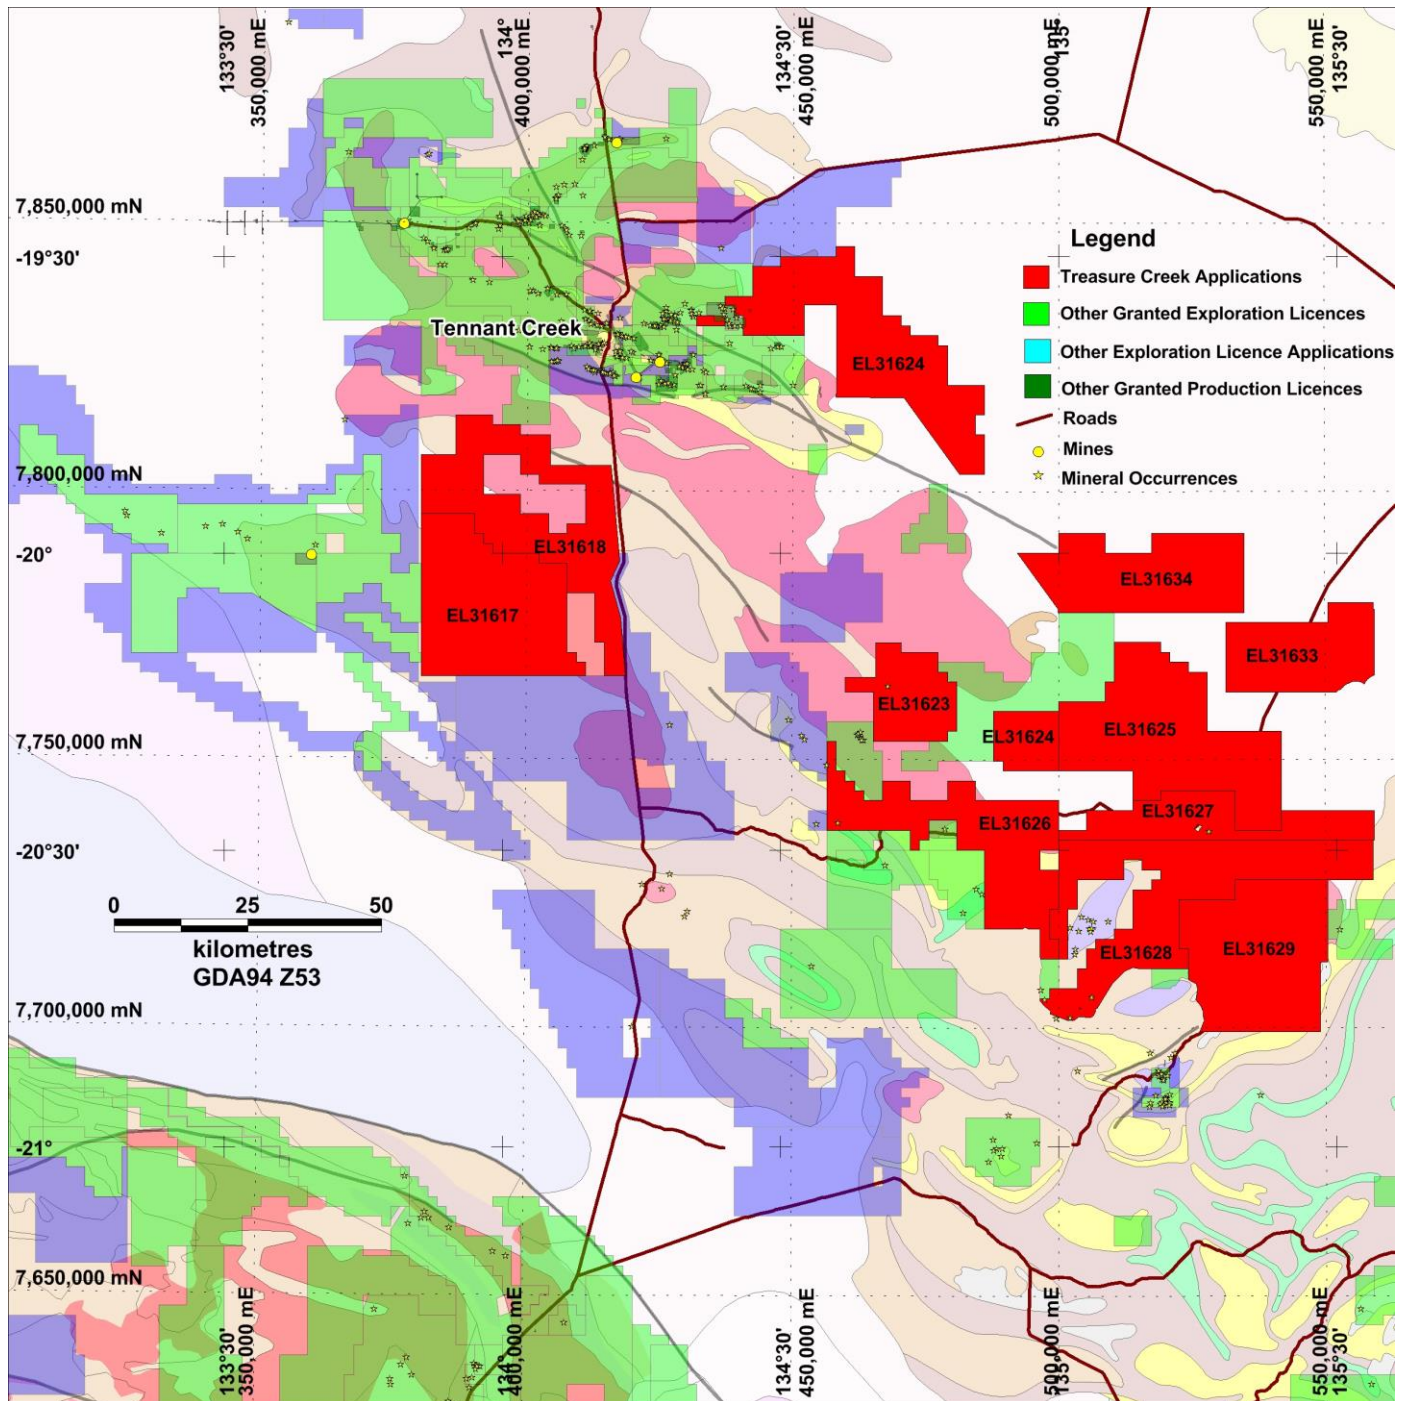 133°30'
350,000 mE
134°
400,000 mE
134°30'
450,000 mE
135°
500,000 mE
550,000 mE
135°30'
7,850,000 mN
-19°30'
Legend
Treasure Creek Applications
Other Granted Exploration Licences
Other Exploration Licence Applications
Other Granted Production Licences
Roads
Mines
Mineral Occurrences
Tennant Creek
EL31624
7,800,000 mN
-20°
EL31618
EL31617
EL31634
EL31633
EL31623
EL31624
EL31625
7,750,000 mN
EL31627
EL31626
-20°30'
0 25 50
kilometres
GDA94 Z53
EL31628
EL31629
7,700,000 mN
-21°
7,650,000 mN
133°30'
350,000 mE
134°
400,000 mE
134°30'
450,000 mE
500,000 mE
135°
550,000 mE
135°30'